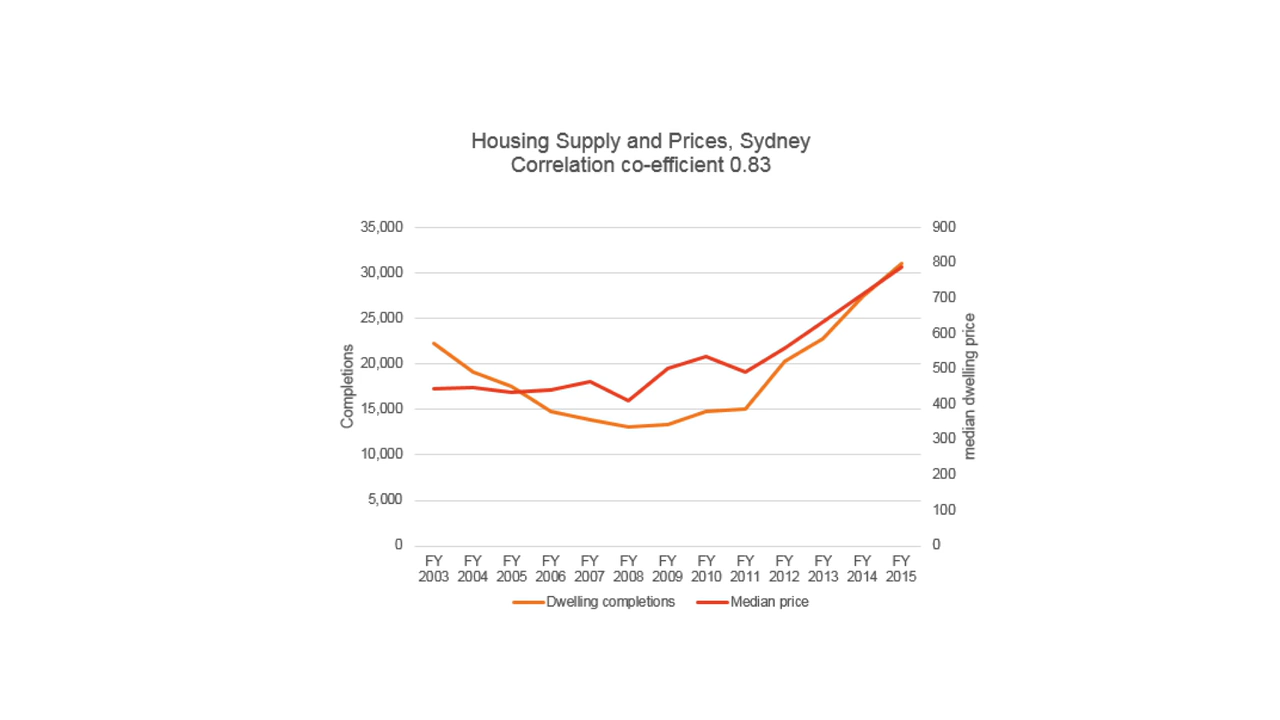 Housing Supply and Prices, Sydney
Correlation co-efficient 0.83
35,000
30,000
25,000
20,000
15,000
10,000
5,000
0
Completions
900
800
700
600
500
400
300
200
100
0
median dwelling price
FY FY FY FY FY FY FY FY FY FY FY FY FY
2003 2004 2005 2006 2007 2008 2009 2010 2011 2012 2013 2014 2015
Dwelling completions Median price